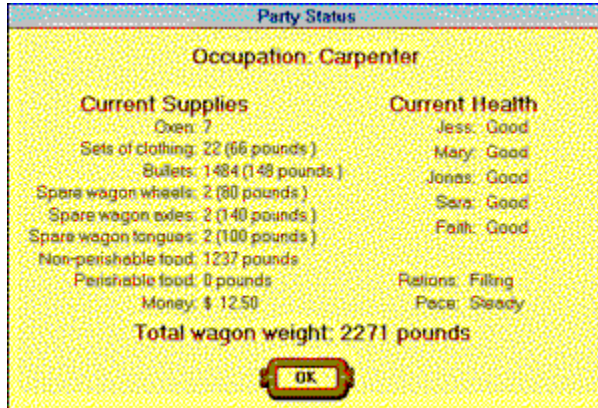 Party Status
Occupation: Carpenter
Current Supplies
Oxen: 7
Sets of clothing: 22 (66 pounds )
Bullets: 1484 (148 pounds )
Spare wagon wheels: 2 (80 pounds )
Spare wagon axles: 2 (140 pounds )
Spare wagon tongues: 2 (100 pounds )
Non-perishable food: 1237 pounds
Perishable food: 0 pounds
Money: $ 12.50
Current Health
Jess: Good
Mary: Good
Jonas: Good
Sara: Good
Faith: Good
Rations: Filling
Pace: Steady
Total wagon weight: 2271 pounds
OK